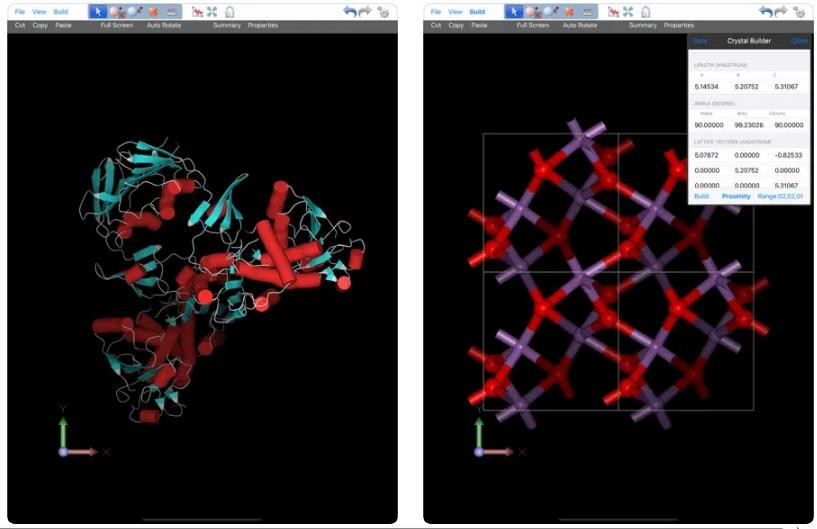 File View Build
Cut Copy Paste Full Screen Auto Rotate Summary Properties
Y
X
File View Build
Cut Copy Paste Full Screen Auto Rotate Summary Properties
Back Crystal Builder Close
LENGTH (ANGSTROM)
A B C
5.14534 5.20752 5.31067
ANGLE (DEGREE)
Alpha Beta Gamma
90.00000 99.23026 90.00000
LATTICE VECTORS (ANGSTROM)
5.07872 0.00000 -0.82533
0.00000 5.20752 0.00000
0.00000 0.00000 5.31067
Build Proximity Range:02,02,01
Y
X